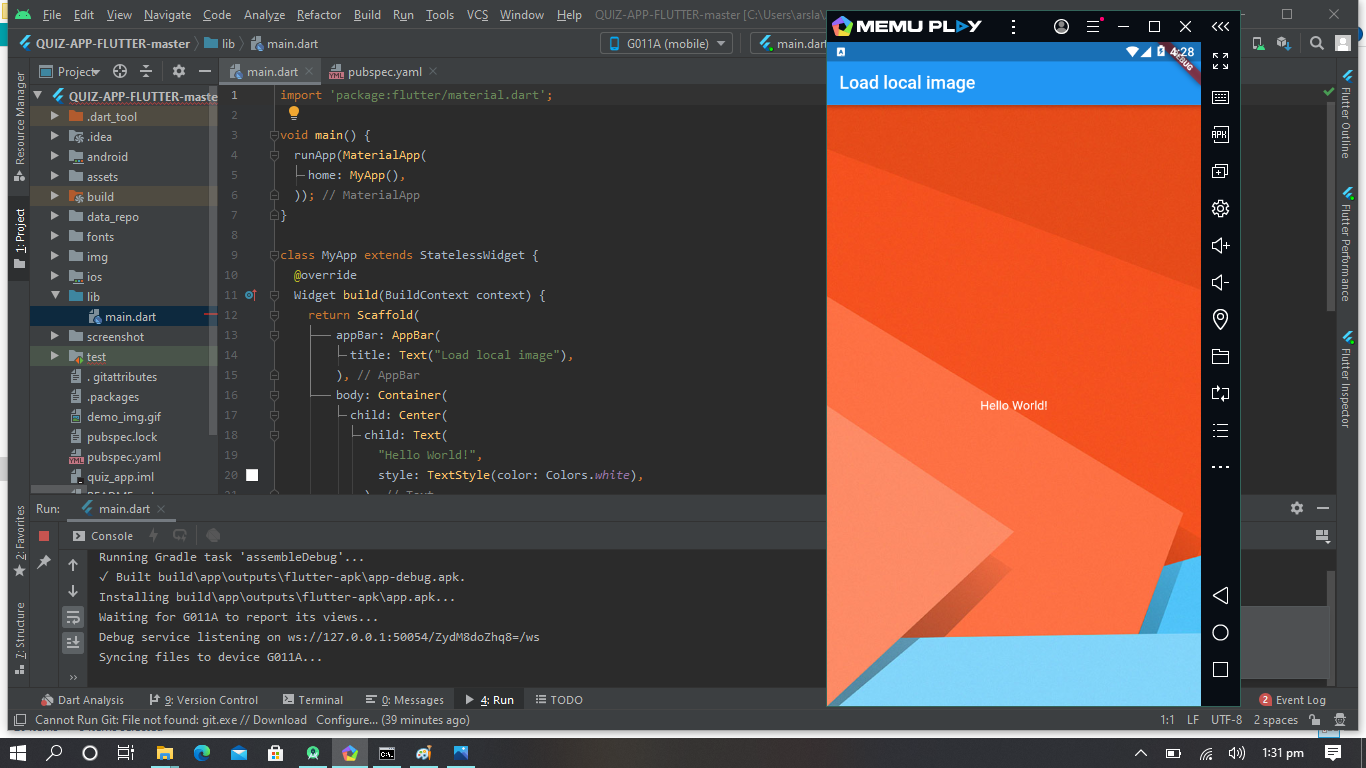 File Edit View Navigate Code Analyze Refactor Build Run Tools VCS Window Help QUIZ-APP-FLUTTER-master [C:\Users\arsla\
QUIZ-APP-FLUTTER-master lib main.dart G011A (mobile) main.dart
Project main.dart pubspec.yaml
Resource Manager
1: Project
2: Favorites
7: Structure
QUIZ-APP-FLUTTER-maste
.dart_tool
.idea
android
assets
build
data_repo
fonts
img
ios
lib
main.dart
screenshot
test
.gitattributes
.packages
demo_img.gif
pubspec.lock
pubspec.yaml
quiz_app.iml
1 import 'package:flutter/material.dart';
2
3 void main() {
4 runApp(MaterialApp(
5 home: MyApp(),
6 )); // MaterialApp
7 }
8
9 class MyApp extends StatelessWidget {
10 @override
11 Widget build(BuildContext context) {
12 return Scaffold(
13 appBar: AppBar(
14 title: Text("Load local image"),
15 ), // AppBar
16 body: Container(
17 child: Center(
18 child: Text(
19 "Hello World!",
20 style: TextStyle(color: Colors.white),
21 ), // Text
MEMU PLAY
4:28
DEBUG
Load local image
Hello World!
APK
Flutter Outline
Flutter Performance
Flutter Inspector
Run: main.dart
Console
Running Gradle task 'assembleDebug'...
✓ Built build\app\outputs\flutter-apk\app-debug.apk.
Installing build\app\outputs\flutter-apk\app.apk...
Waiting for G011A to report its views...
Debug service listening on ws://127.0.0.1:50054/ZydM8doZhq8=/ws
Syncing files to device G011A...
Dart Analysis 9: Version Control Terminal 0: Messages 4: Run TODO 2 Event Log
Cannot Run Git: File not found: git.exe // Download Configure... (39 minutes ago) 1:1 LF UTF-8 2 spaces
1:31 pm